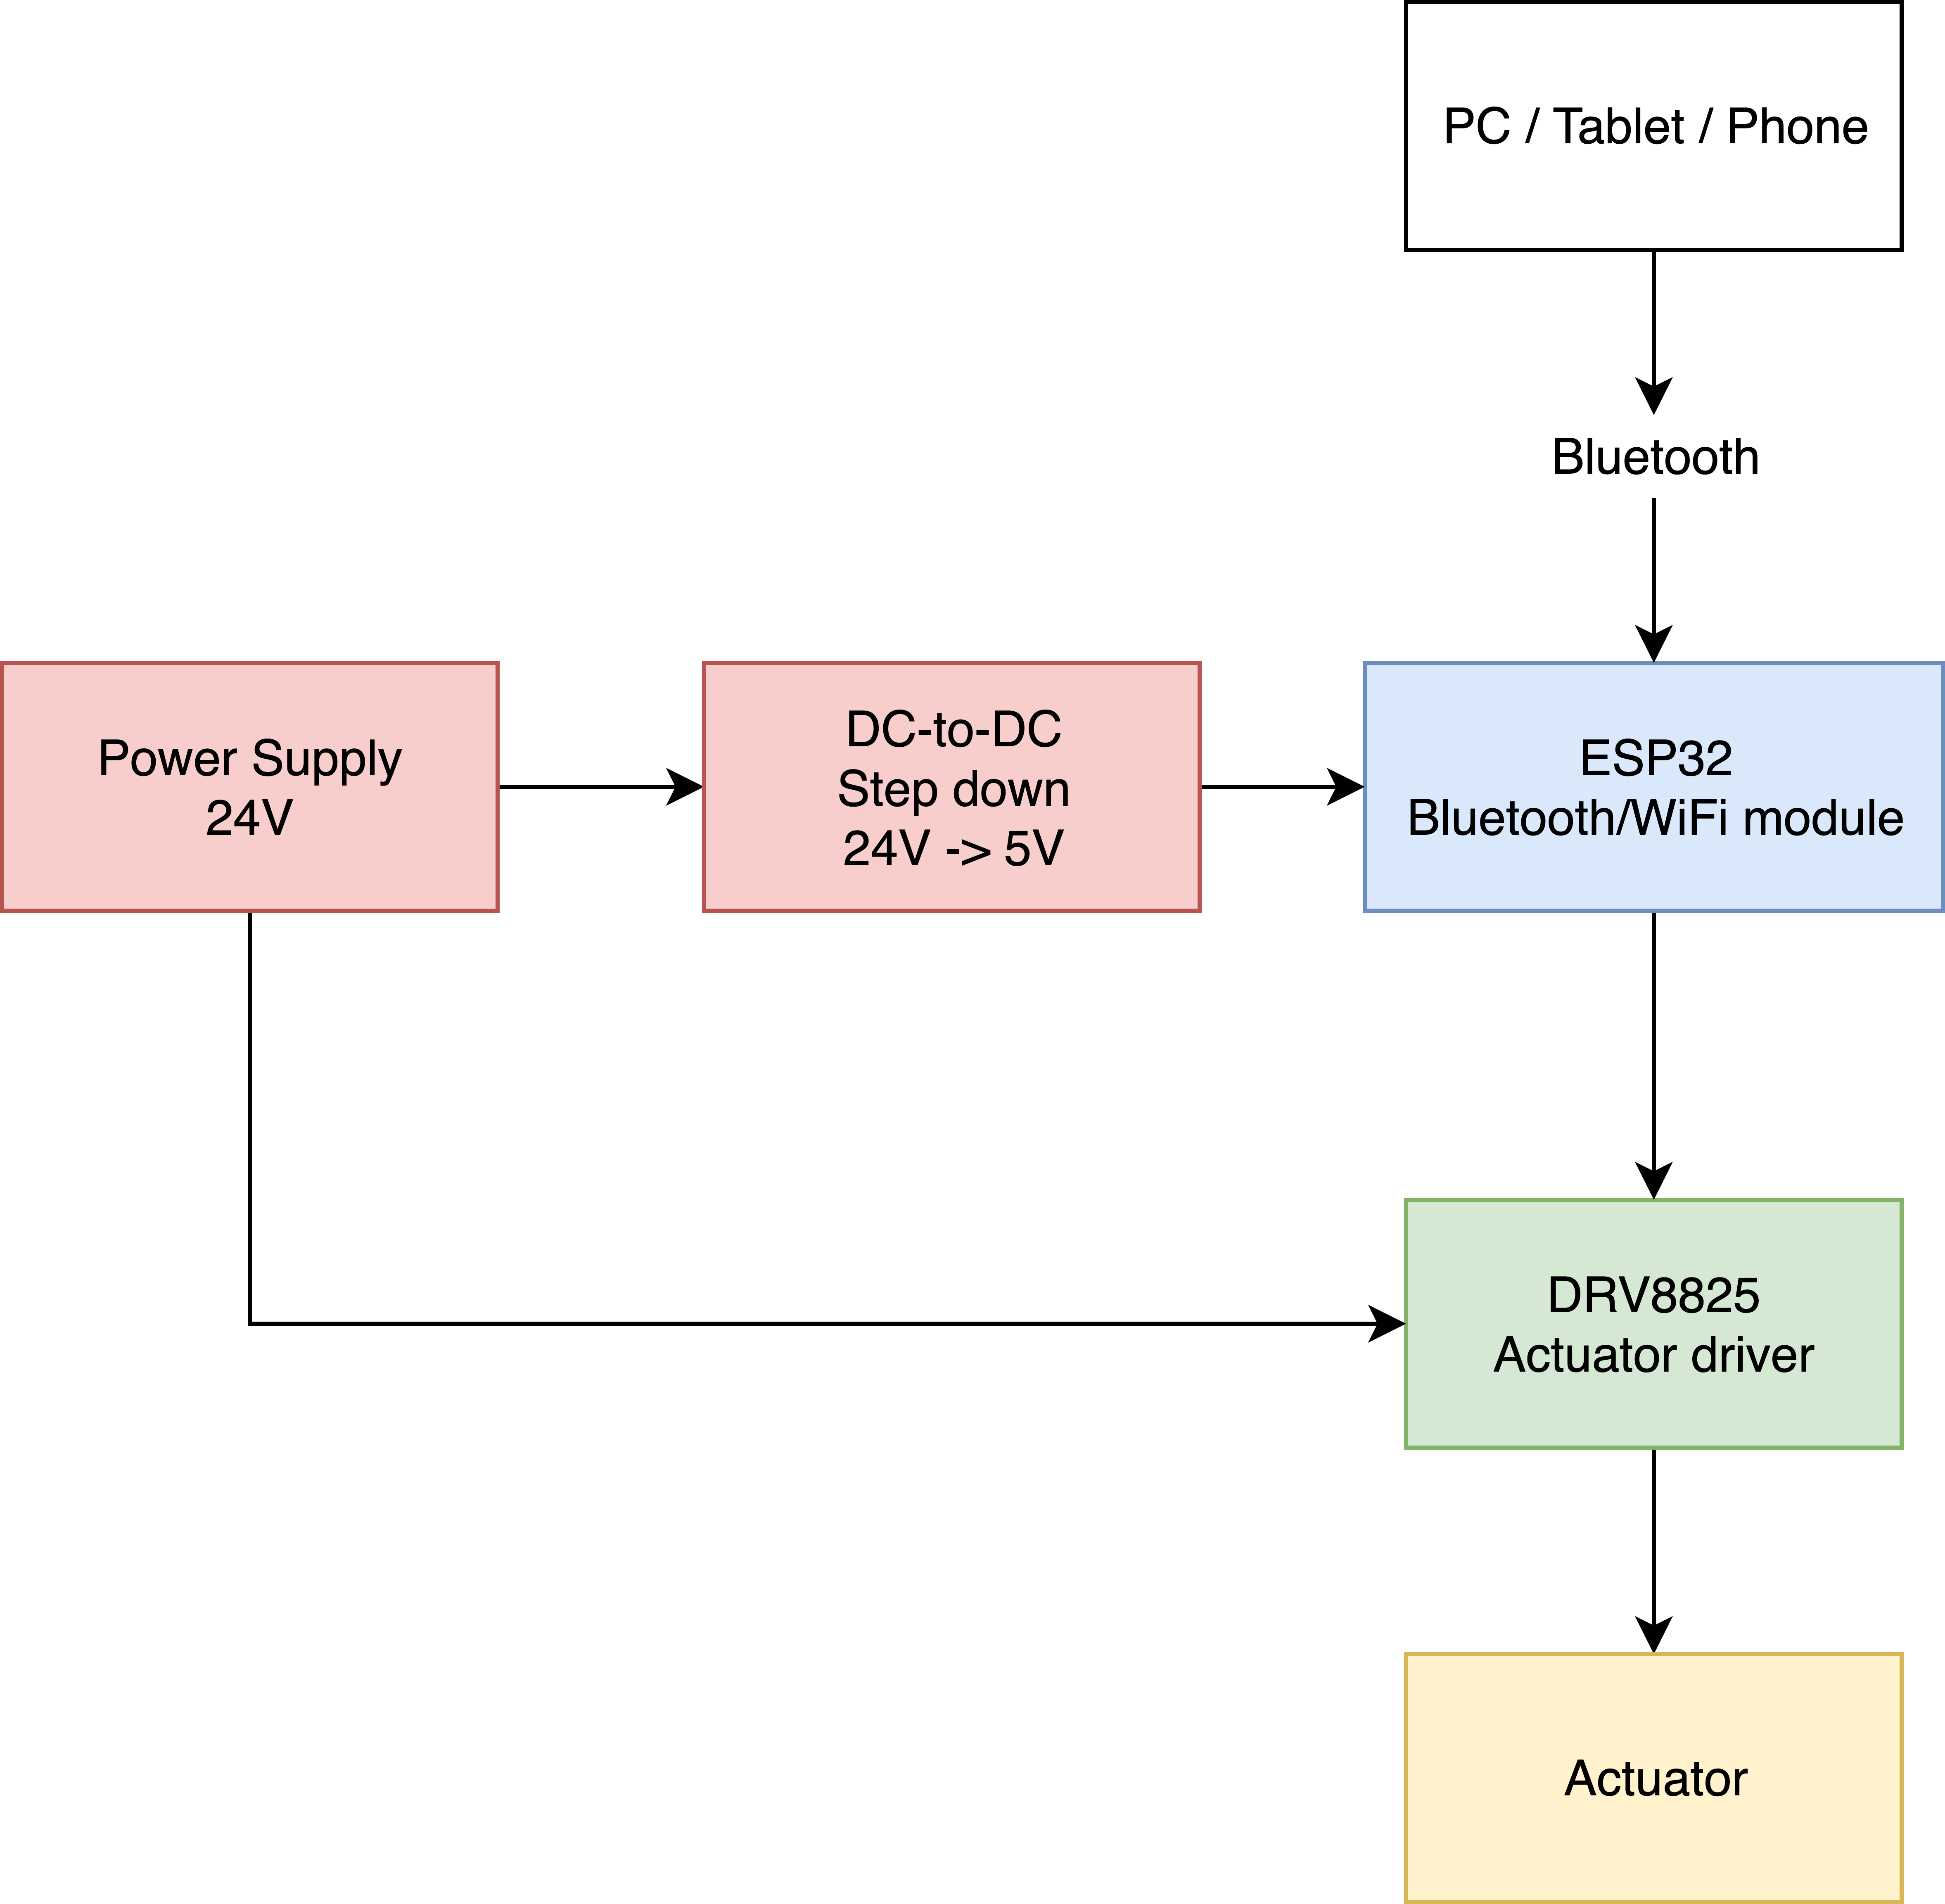 PC / Tablet / Phone
Bluetooth
Power Supply
24V
DC-to-DC
Step down
24V -> 5V
ESP32
Bluetooth/WiFi module
DRV8825
Actuator driver
Actuator